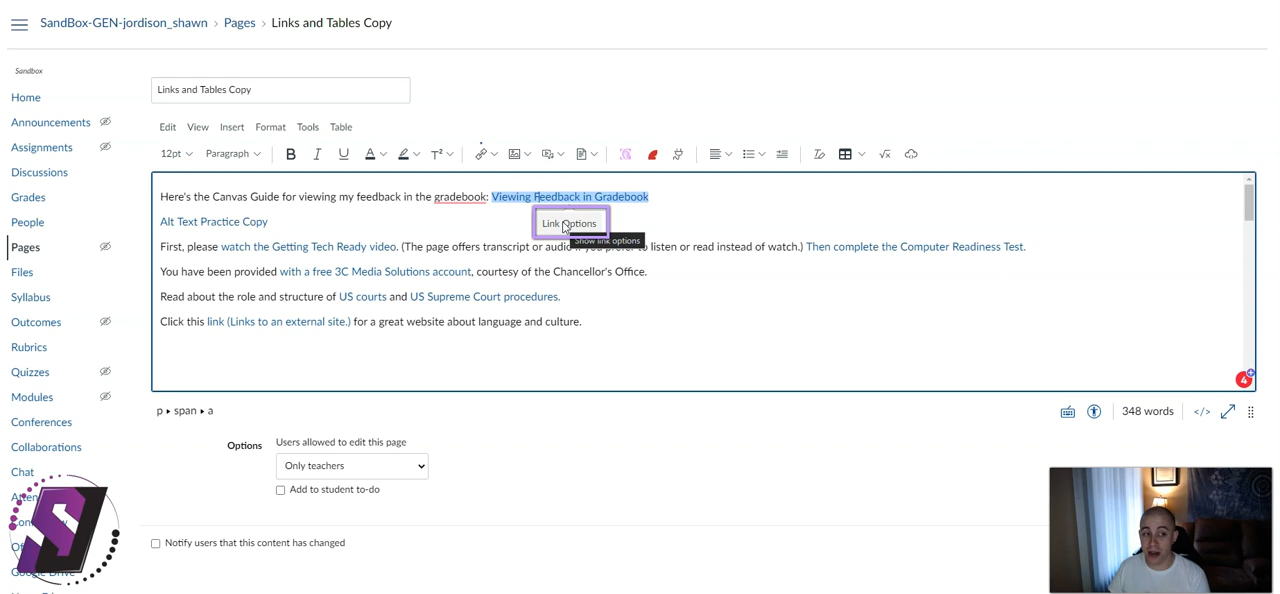 SandBox-GEN-jordison_shawn › Pages › Links and Tables Copy
Sandbox
Home
Announcements
Assignments
Discussions
Grades
People
Pages
Files
Syllabus
Outcomes
Rubrics
Quizzes
Modules
Conferences
Collaborations
Chat
Links and Tables Copy
Edit View Insert Format Tools Table
12pt Paragraph B I U A T²
Here's the Canvas Guide for viewing my feedback in the gradebook: Viewing Feedback in Gradebook
Link Options
Show link options
Alt Text Practice Copy
First, please watch the Getting Tech Ready video. (The page offers transcript or audio if you prefer to listen or read instead of watch.) Then complete the Computer Readiness Test.
You have been provided with a free 3C Media Solutions account, courtesy of the Chancellor's Office.
Read about the role and structure of US courts and US Supreme Court procedures.
Click this link (Links to an external site.) for a great website about language and culture.
4
p ▸ span ▸ a
348 words </>
Options Users allowed to edit this page
Only teachers
Add to student to-do
Notify users that this content has changed